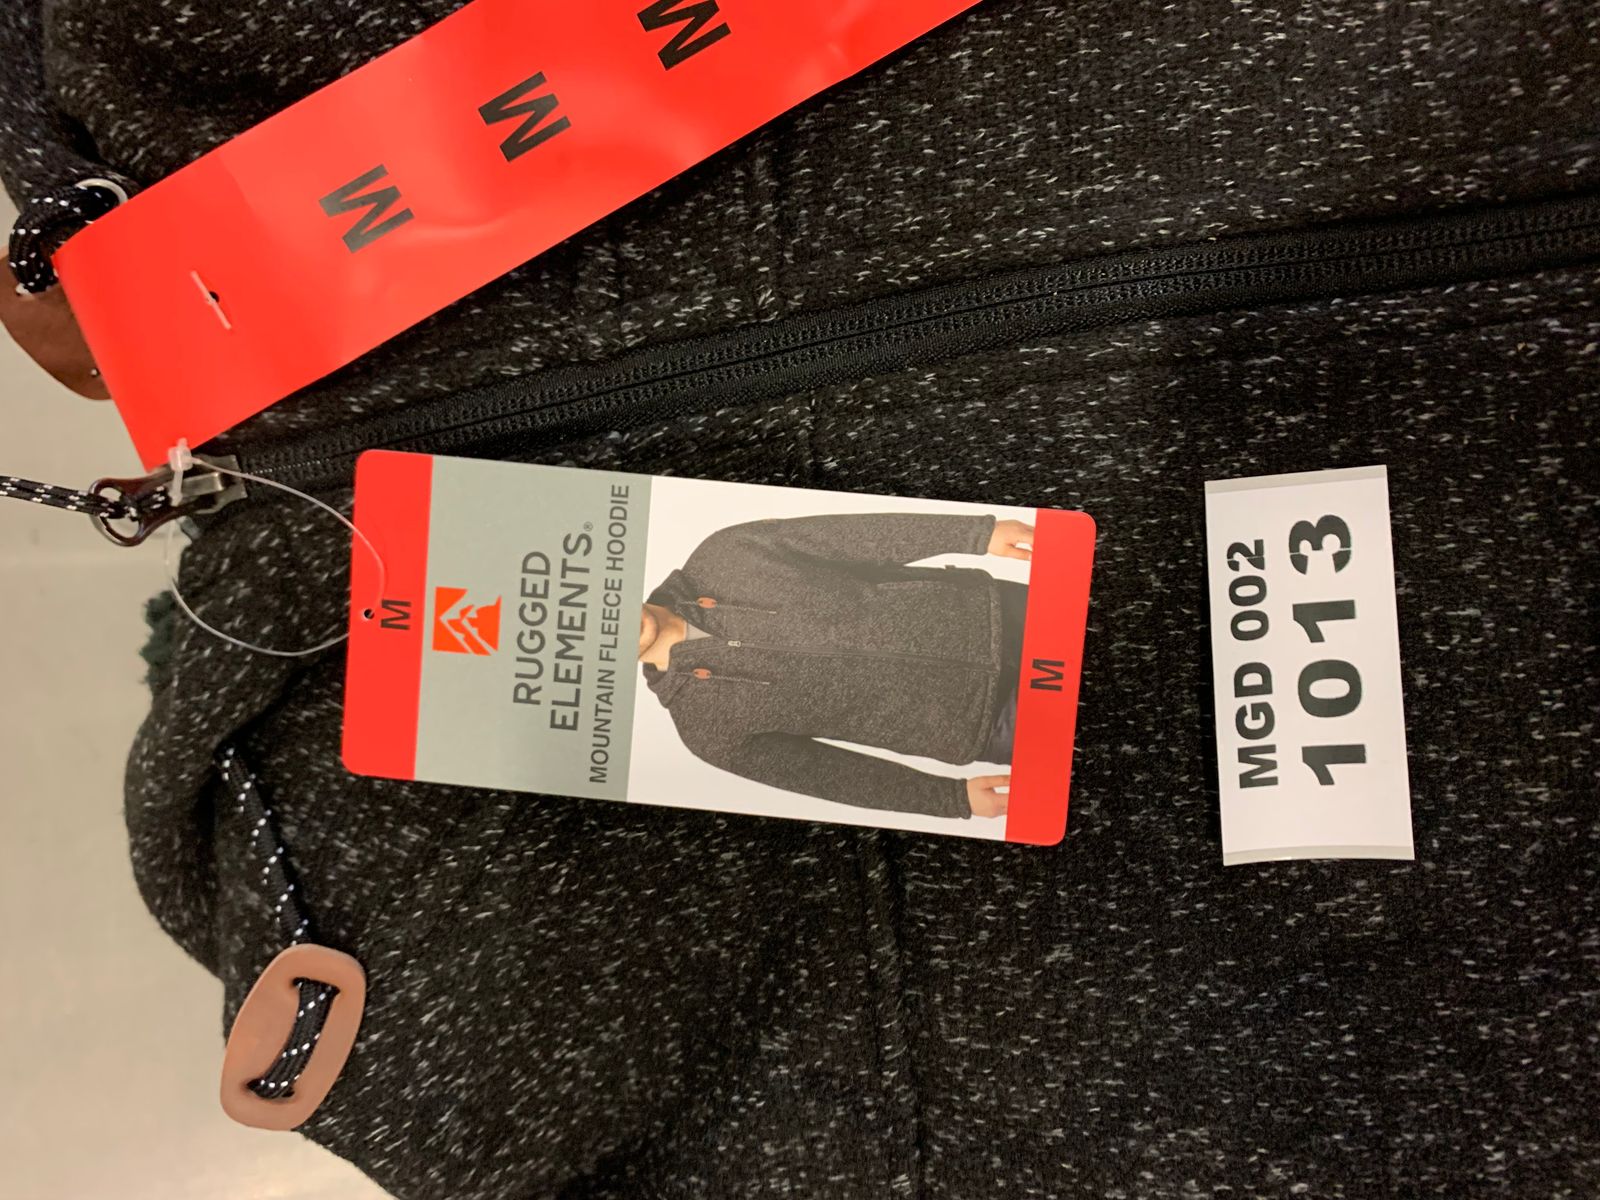 M
M
M
M
RUGGED
ELEMENTS®
MOUNTAIN FLEECE HOODIE
M
MGD 002
1013